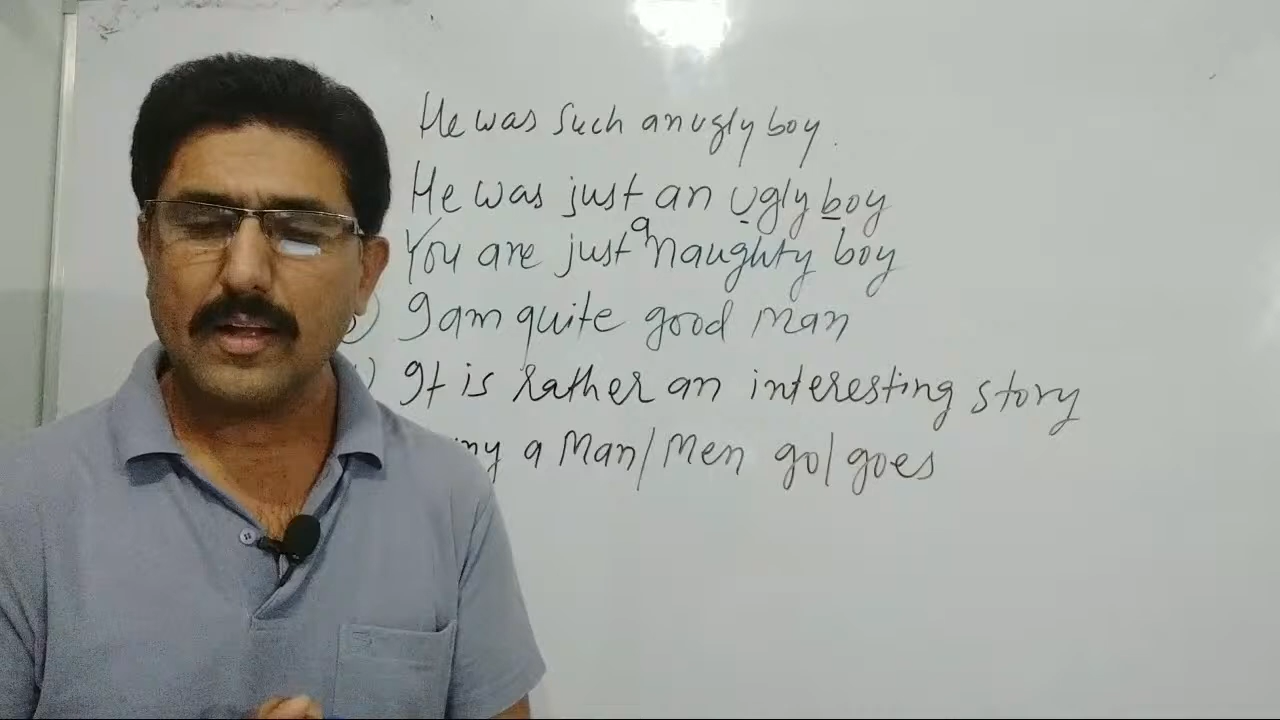 He was such an ugly boy.
He was just an ugly boy
You are just a naughty boy
) I am quite good man
) It is rather an interesting story
a Man/Men go/goes